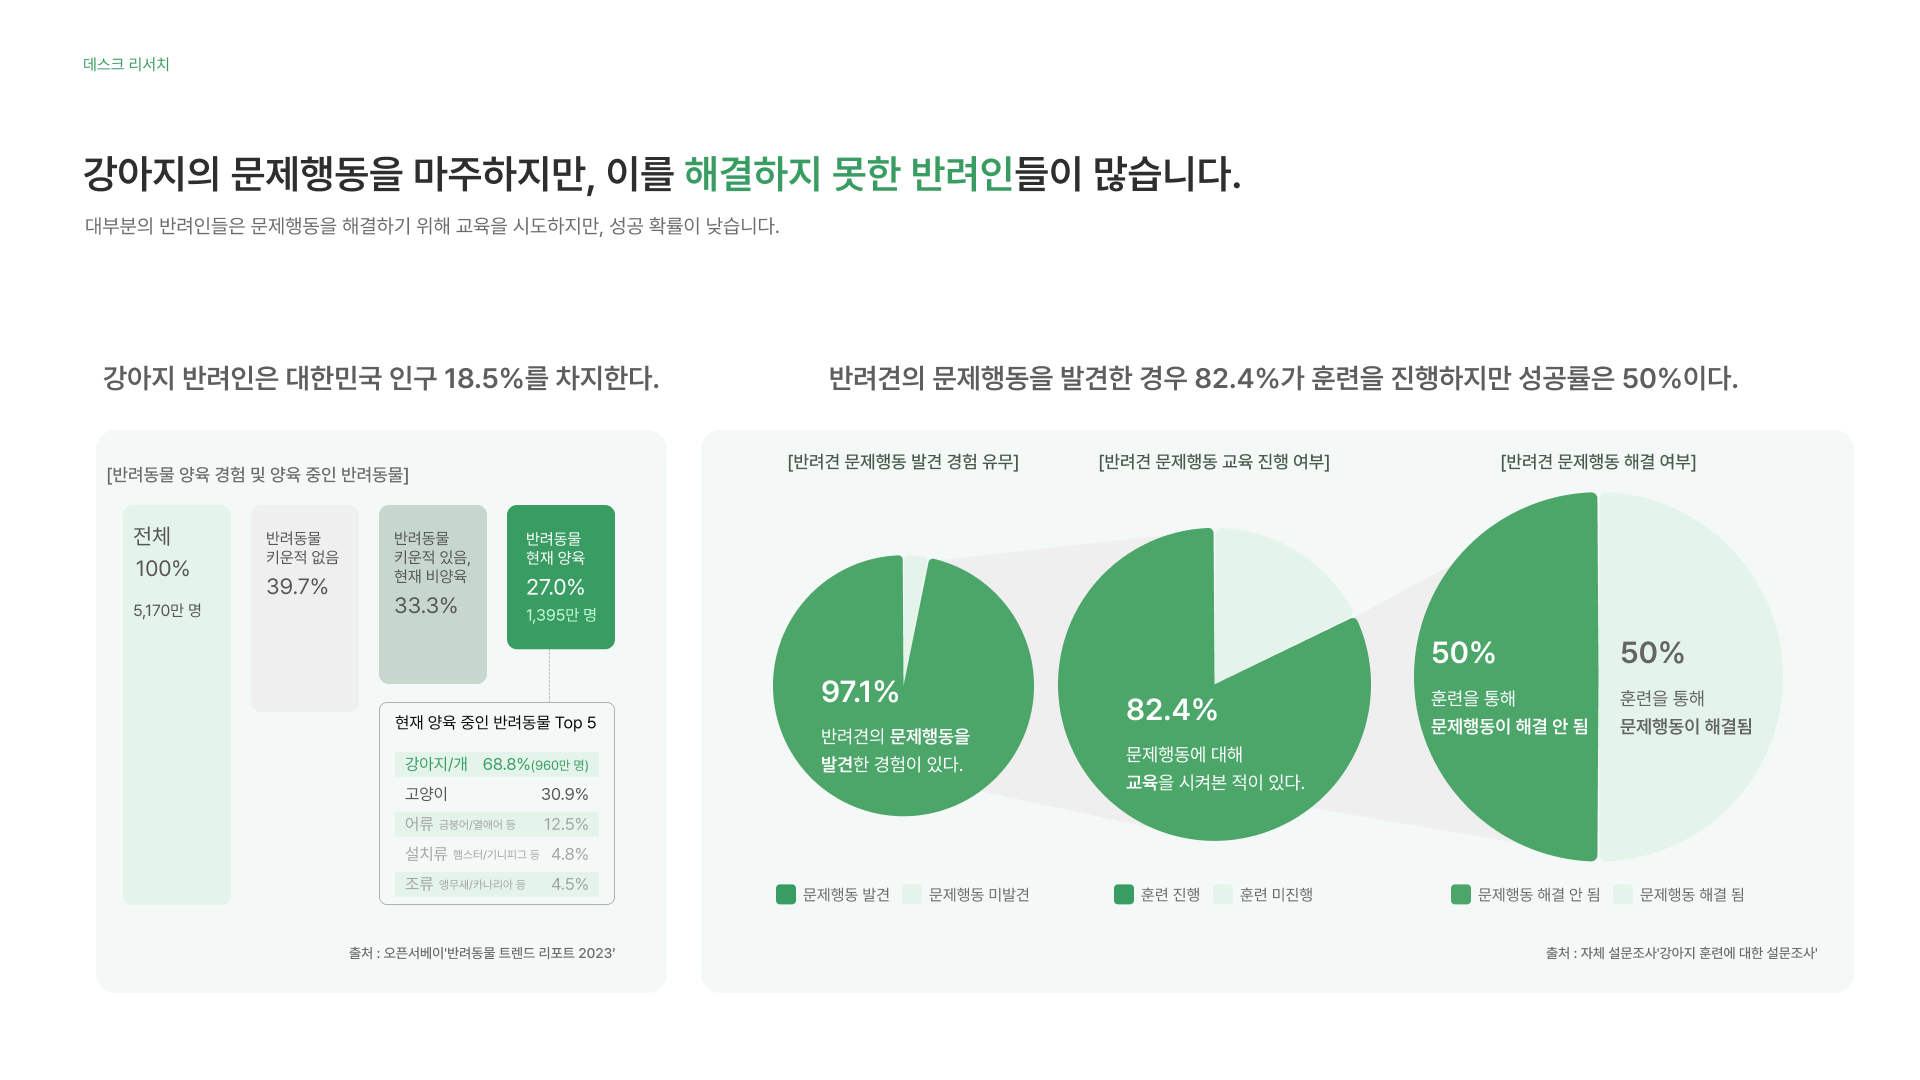 데스크 리서치
강아지의 문제행동을 마주하지만, 이를 해결하지 못한 반려인들이 많습니다.
대부분의 반려인들은 문제행동을 해결하기 위해 교육을 시도하지만, 성공 확률이 낮습니다.
강아지 반려인은 대한민국 인구 18.5%를 차지한다.
[반려동물 양육 경험 및 양육 중인 반려동물]
전체
100%
5,170만 명
반려동물
키운적 없음
39.7%
반려동물
키운적 있음,
현재 비양육
33.3%
반려동물
현재 양육
27.0%
1,395만 명
현재 양육 중인 반려동물 Top 5
강아지/개 68.8%(960만 명)
고양이 30.9%
어류 금붕어/열애어 등 12.5%
설치류 햄스터/기니피그 등 4.8%
조류 앵무새/카나리아 등 4.5%
출처 : 오픈서베이'반려동물 트렌드 리포트 2023'
반려견의 문제행동을 발견한 경우 82.4%가 훈련을 진행하지만 성공률은 50%이다.
[반려견 문제행동 발견 경험 유무]
97.1%
반려견의 문제행동을
발견한 경험이 있다.
문제행동 발견 문제행동 미발견
[반려견 문제행동 교육 진행 여부]
82.4%
문제행동에 대해
교육을 시켜본 적이 있다.
훈련 진행 훈련 미진행
[반려견 문제행동 해결 여부]
50%
훈련을 통해
문제행동이 해결 안 됨
50%
훈련을 통해
문제행동이 해결됨
문제행동 해결 안 됨 문제행동 해결 됨
출처 : 자체 설문조사'강아지 훈련에 대한 설문조사'